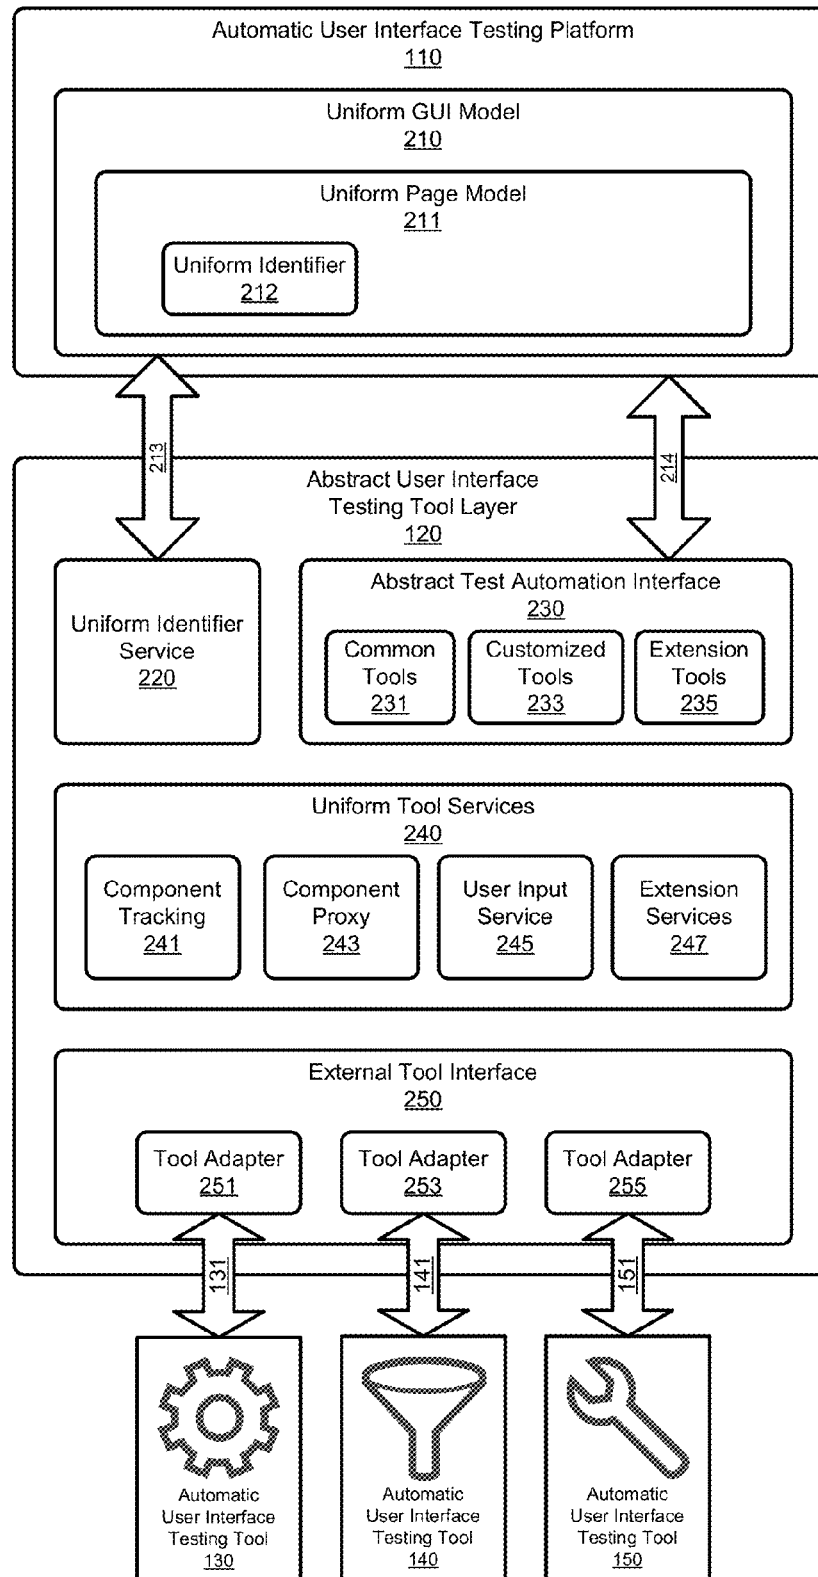 Automatic User Interface Testing Platform
110
Uniform GUI Model
210
Uniform Page Model
211
Uniform Identifier
212
213
214
Abstract User Interface
Testing Tool Layer
120
Uniform Identifier
Service
220
Abstract Test Automation Interface
230
Common
Tools
231
Customized
Tools
233
Extension
Tools
235
Uniform Tool Services
240
Component
Tracking
241
Component
Proxy
243
User Input
Service
245
Extension
Services
247
External Tool Interface
250
Tool Adapter
251
Tool Adapter
253
Tool Adapter
255
131
141
151
Automatic
User Interface
Testing Tool
130
Automatic
User Interface
Testing Tool
140
Automatic
User Interface
Testing Tool
150